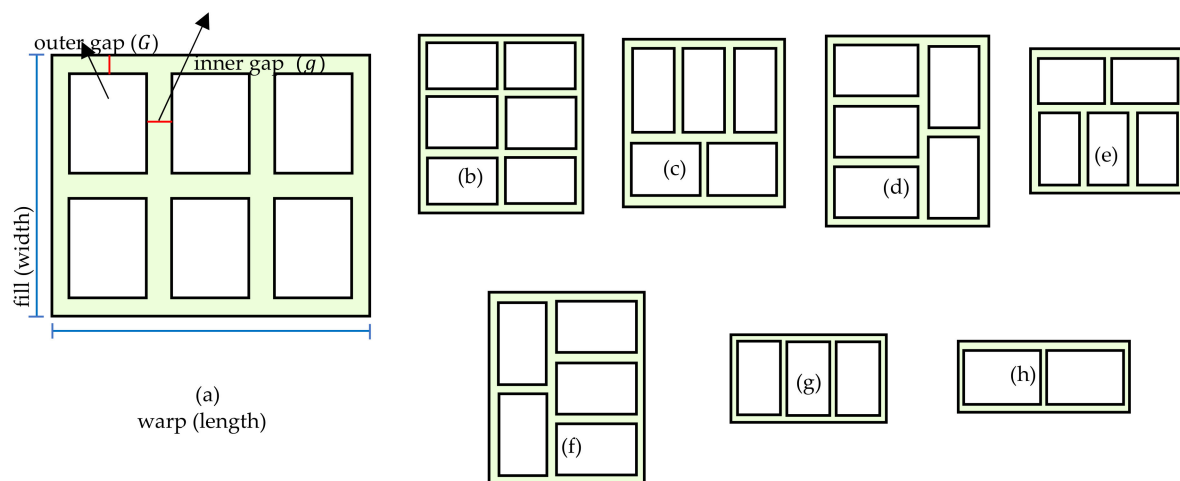 outer gap (G)
inner gap (g)
fill (width)
(a)
warp (length)
(b)
(c)
(d)
(e)
(f)
(g)
(h)